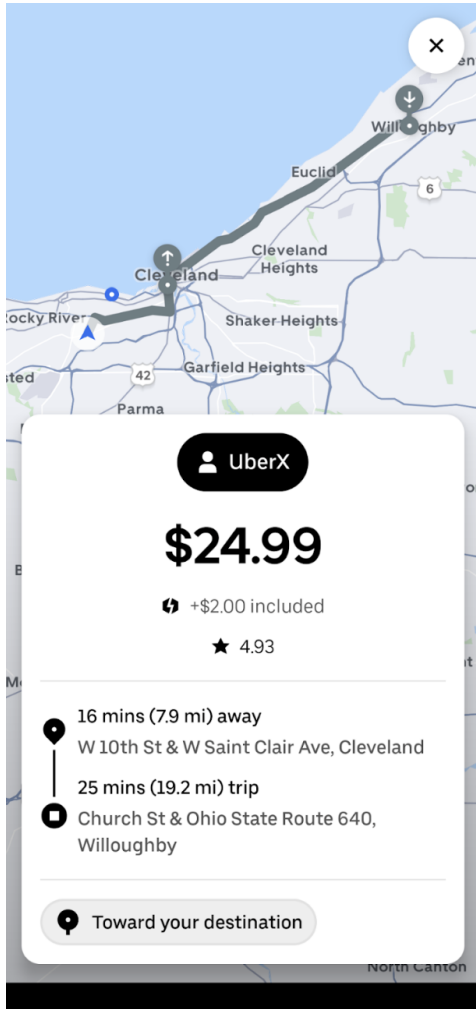 Willoughby
Euclid
6
Cleveland
Heights
Cleveland
Rocky River
Shaker Heights
42
Garfield Heights
Parma
UberX
$24.99
+$2.00 included
4.93
16 mins (7.9 mi) away
W 10th St & W Saint Clair Ave, Cleveland
25 mins (19.2 mi) trip
Church St & Ohio State Route 640,
Willoughby
Toward your destination
North Canton